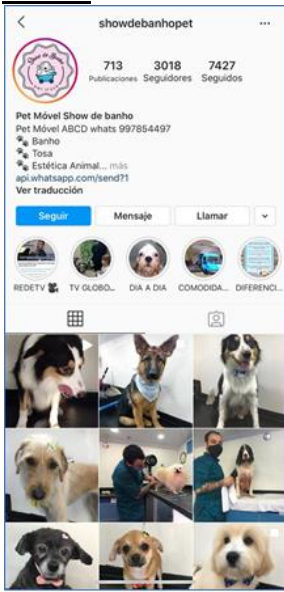 showdebanhopet
713 3018 7427
Publicaciones Seguidores Seguidos
Pet Móvel Show de banho
Pet Móvel ABCD whats 997854497
🐾 Banho
🐾 Tosa
🐾 Estética Animal... más
api.whatsapp.com/send?1
Ver traducción
Seguir Mensaje Llamar
REDETV 🎥 TV GLOBO... DIA A DIA COMODIDA... DIFERENCI...